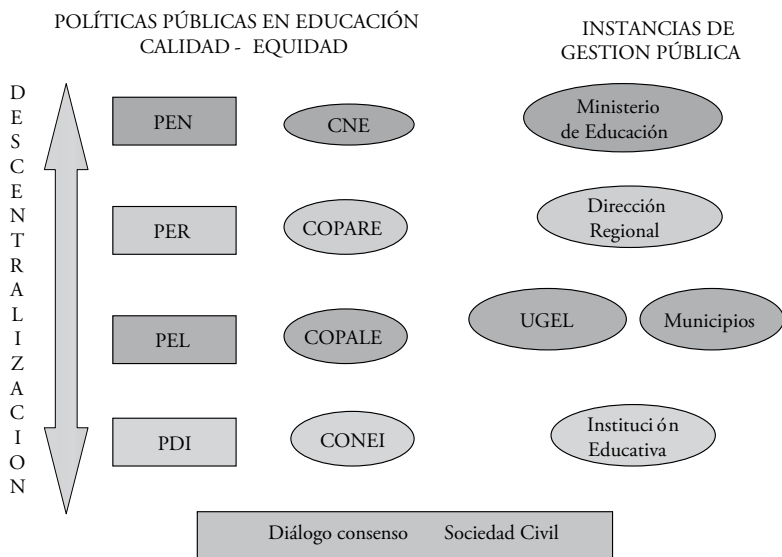 POLÍTICAS PÚBLICAS EN EDUCACIÓN
CALIDAD - EQUIDAD
INSTANCIAS DE
GESTION PÚBLICA
DESCENTRALIZACION
PEN
CNE
Ministerio
de Educación
PER
COPARE
Dirección
Regional
PEL
COPALE
UGEL
Municipios
PDI
CONEI
Instituci ón
Educativa
Diálogo consenso Sociedad Civil